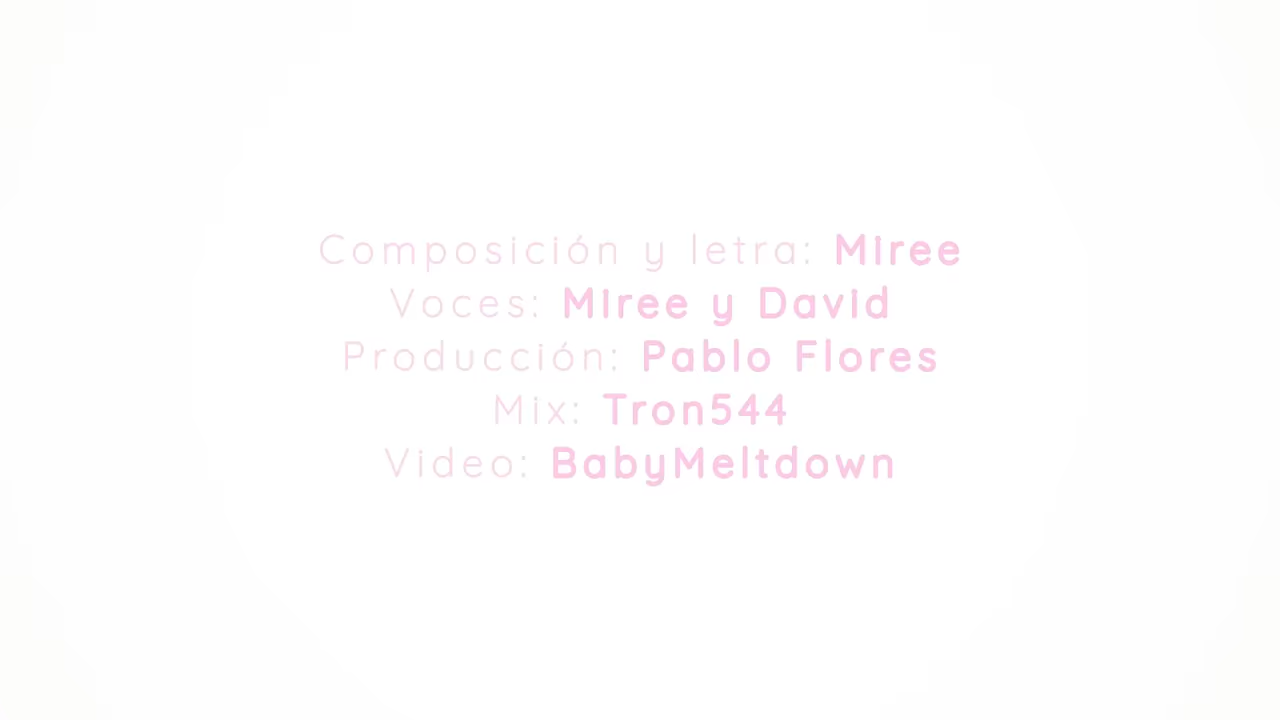 Composición y letra: Miree
Voces: Miree y David
Producción: Pablo Flores
Mix: Tron544
Video: BabyMeltdown